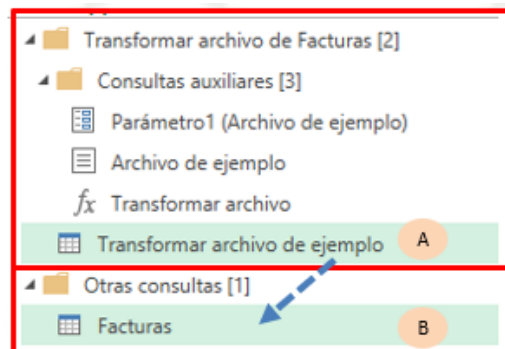 Transformar archivo de Facturas [2]
Consultas auxiliares [3]
Parámetro1 (Archivo de ejemplo)
Archivo de ejemplo
fx Transformar archivo
Transformar archivo de ejemplo A
Otras consultas [1]
Facturas B